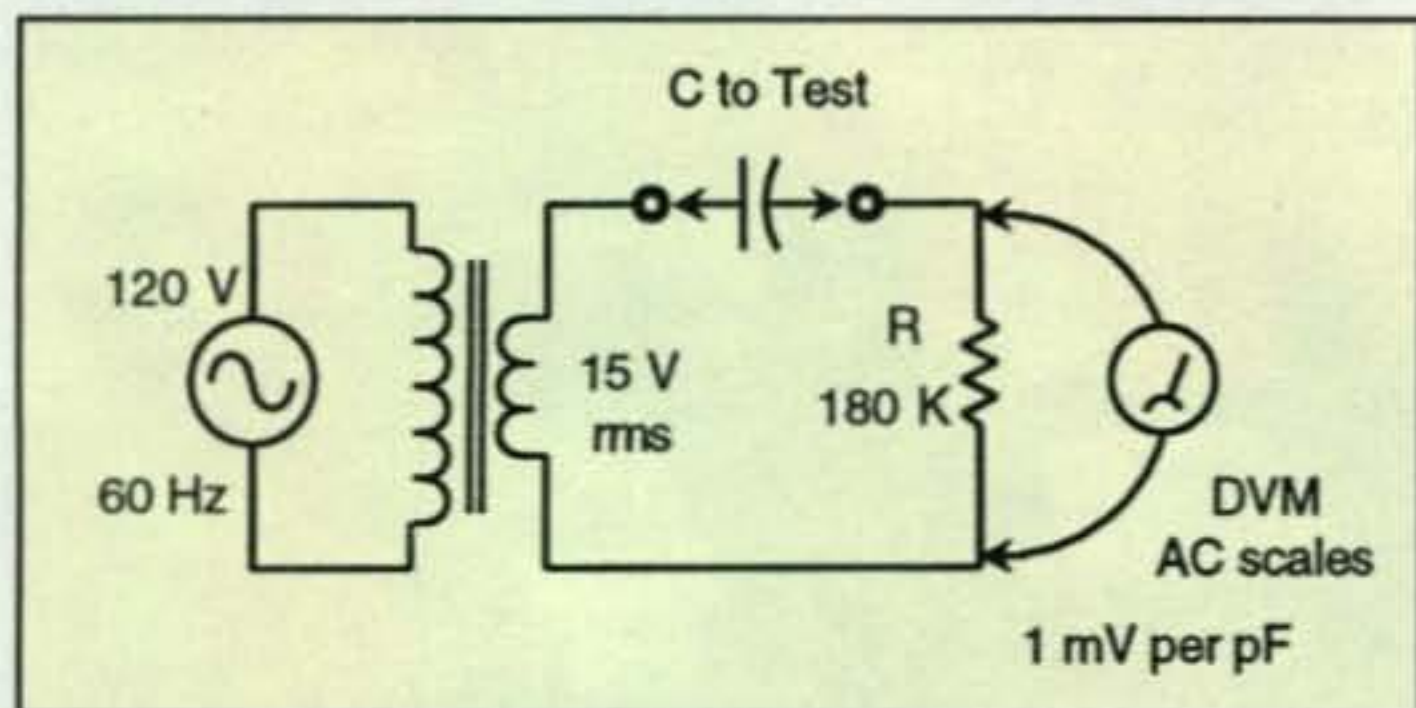 C to Test
120 V
60 Hz
15 V
rms
R
180 K
DVM
AC scales
1 mV per pF